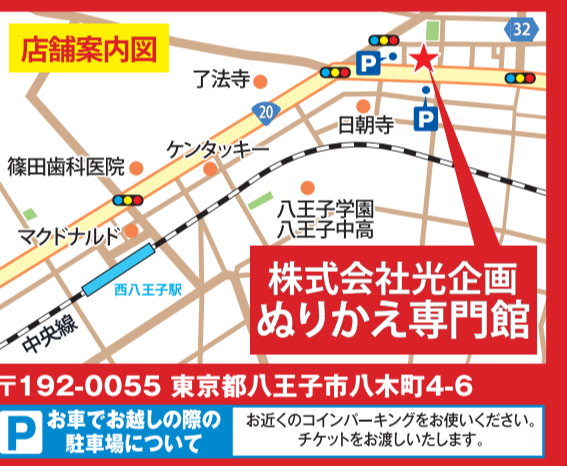 店舗案内図
32
P
了法寺
20
日朝寺
P
ケンタッキー
篠田歯科医院
八王子学園
八王子中高
マクドナルド
西八王子駅
中央線
株式会社光企画
ぬりかえ専門館
〒192-0055 東京都八王子市八木町4-6
P
お車でお越しの際の
駐車場について
お近くのコインパーキングをお使いください。
チケットをお渡しいたします。